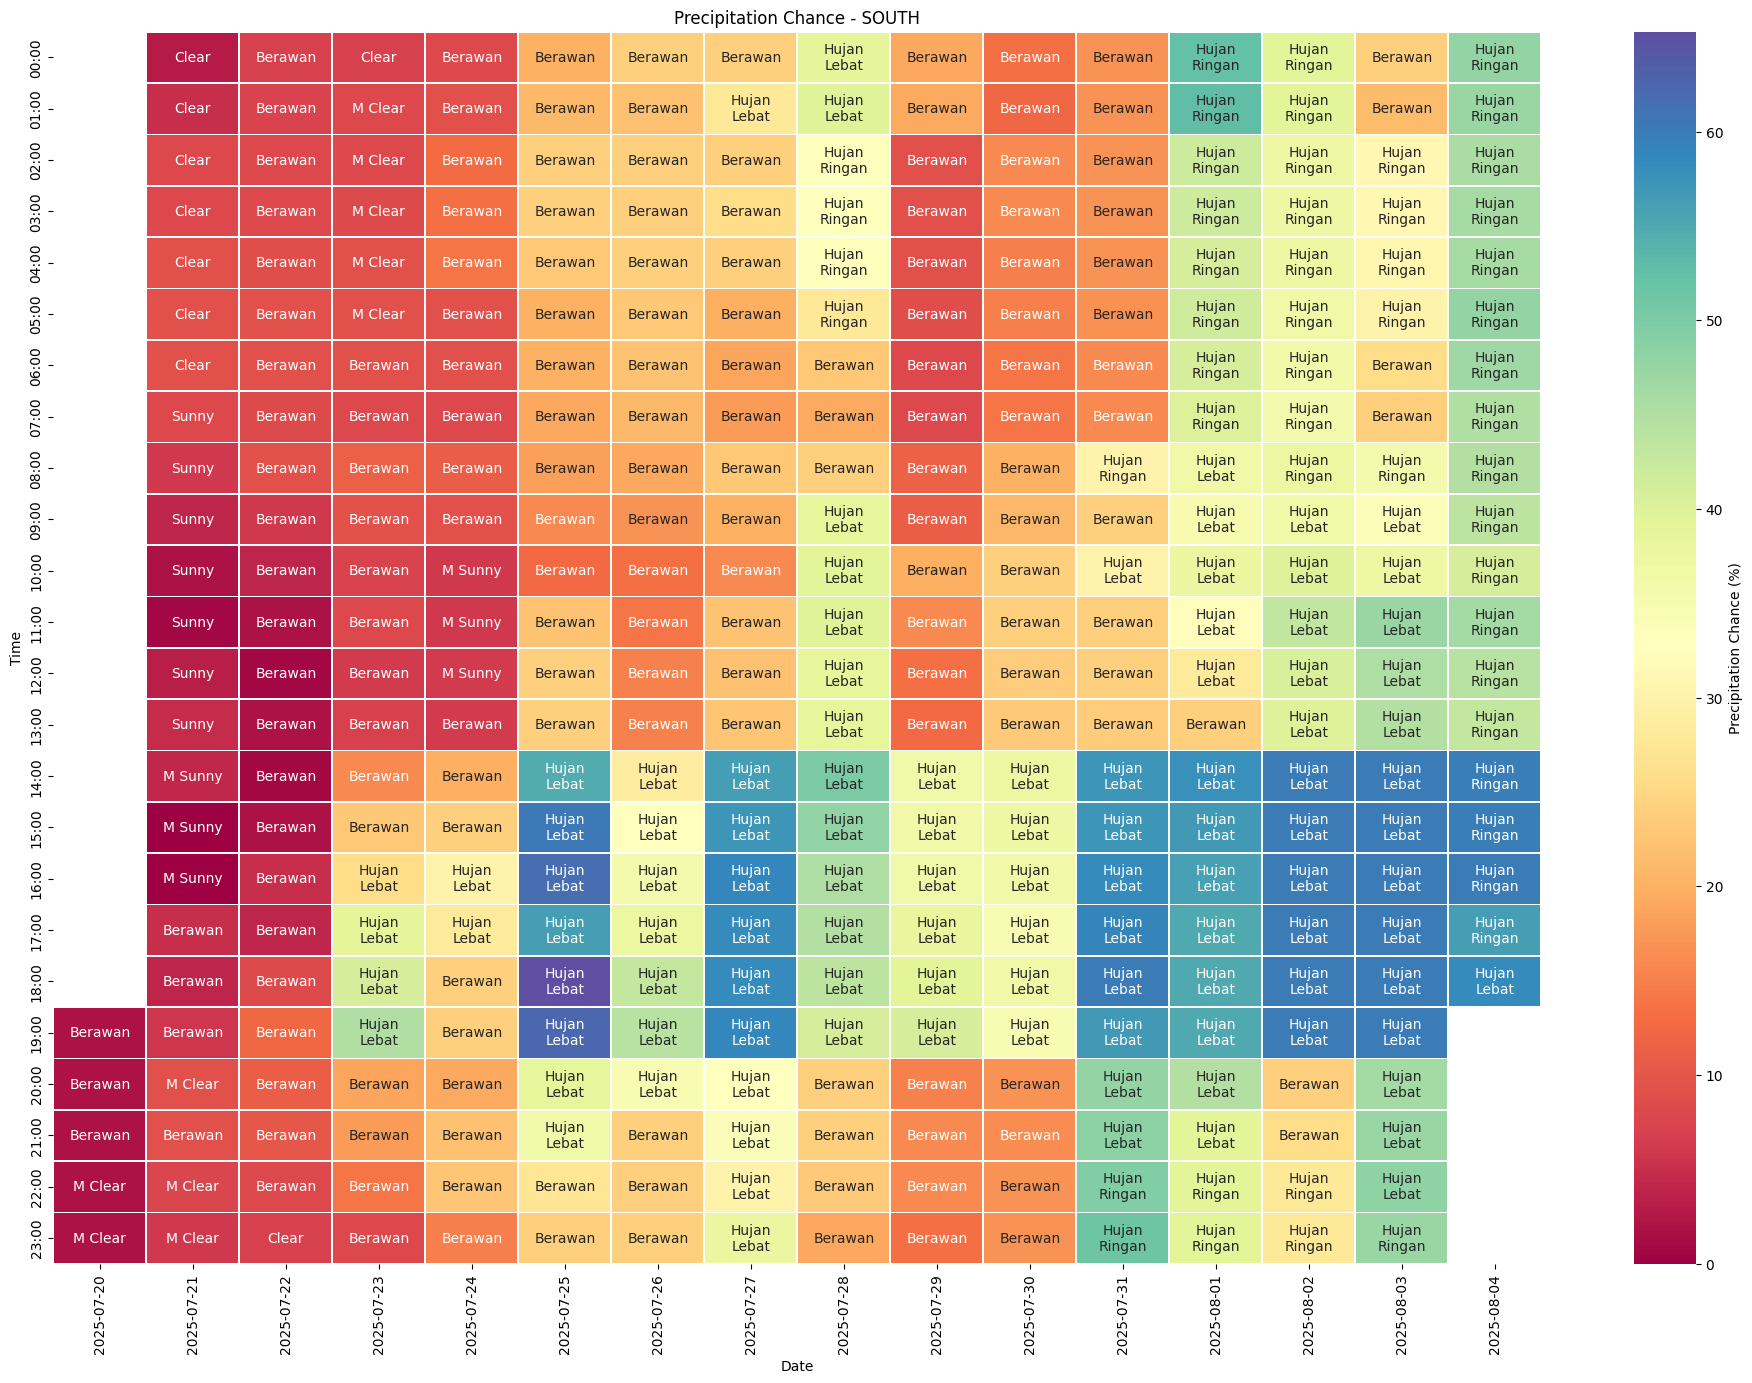 Precipitation Chance - SOUTH
Time
00:00 Clear Berawan Clear Berawan Berawan Berawan Berawan Hujan Lebat Berawan Berawan Berawan Hujan Ringan Hujan Ringan Berawan Hujan Ringan
01:00 Clear Berawan M Clear Berawan Berawan Berawan Hujan Lebat Hujan Lebat Berawan Berawan Berawan Hujan Ringan Hujan Ringan Berawan Hujan Ringan
02:00 Clear Berawan M Clear Berawan Berawan Berawan Berawan Hujan Ringan Berawan Berawan Berawan Hujan Ringan Hujan Ringan Hujan Ringan Hujan Ringan
03:00 Clear Berawan M Clear Berawan Berawan Berawan Berawan Hujan Ringan Berawan Berawan Berawan Hujan Ringan Hujan Ringan Hujan Ringan Hujan Ringan
04:00 Clear Berawan M Clear Berawan Berawan Berawan Berawan Hujan Ringan Berawan Berawan Berawan Hujan Ringan Hujan Ringan Hujan Ringan Hujan Ringan
05:00 Clear Berawan M Clear Berawan Berawan Berawan Berawan Hujan Ringan Berawan Berawan Berawan Hujan Ringan Hujan Ringan Hujan Ringan Hujan Ringan
06:00 Clear Berawan Berawan Berawan Berawan Berawan Berawan Berawan Berawan Berawan Berawan Hujan Ringan Hujan Ringan Berawan Hujan Ringan
07:00 Sunny Berawan Berawan Berawan Berawan Berawan Berawan Berawan Berawan Berawan Berawan Hujan Ringan Hujan Ringan Berawan Hujan Ringan
08:00 Sunny Berawan Berawan Berawan Berawan Berawan Berawan Berawan Berawan Berawan Hujan Ringan Hujan Lebat Hujan Ringan Hujan Ringan Hujan Ringan
09:00 Sunny Berawan Berawan Berawan Berawan Berawan Berawan Hujan Lebat Berawan Berawan Berawan Hujan Lebat Hujan Lebat Hujan Lebat Hujan Ringan
10:00 Sunny Berawan Berawan M Sunny Berawan Berawan Berawan Hujan Lebat Berawan Berawan Hujan Lebat Hujan Lebat Hujan Lebat Hujan Lebat Hujan Ringan
11:00 Sunny Berawan Berawan M Sunny Berawan Berawan Berawan Hujan Lebat Berawan Berawan Berawan Hujan Lebat Hujan Lebat Hujan Lebat Hujan Ringan
12:00 Sunny Berawan Berawan M Sunny Berawan Berawan Berawan Hujan Lebat Berawan Berawan Berawan Hujan Lebat Hujan Lebat Hujan Lebat Hujan Ringan
13:00 Sunny Berawan Berawan Berawan Berawan Berawan Berawan Hujan Lebat Berawan Berawan Berawan Berawan Hujan Lebat Hujan Lebat Hujan Ringan
14:00 M Sunny Berawan Berawan Berawan Hujan Lebat Hujan Lebat Hujan Lebat Hujan Lebat Hujan Lebat Hujan Lebat Hujan Lebat Hujan Lebat Hujan Lebat Hujan Lebat Hujan Ringan
15:00 M Sunny Berawan Berawan Berawan Hujan Lebat Hujan Lebat Hujan Lebat Hujan Lebat Hujan Lebat Hujan Lebat Hujan Lebat Hujan Lebat Hujan Lebat Hujan Lebat Hujan Ringan
16:00 M Sunny Berawan Hujan Lebat Hujan Lebat Hujan Lebat Hujan Lebat Hujan Lebat Hujan Lebat Hujan Lebat Hujan Lebat Hujan Lebat Hujan Lebat Hujan Lebat Hujan Lebat Hujan Ringan
17:00 Berawan Berawan Hujan Lebat Hujan Lebat Hujan Lebat Hujan Lebat Hujan Lebat Hujan Lebat Hujan Lebat Hujan Lebat Hujan Lebat Hujan Lebat Hujan Lebat Hujan Lebat Hujan Ringan
18:00 Berawan Berawan Hujan Lebat Berawan Hujan Lebat Hujan Lebat Hujan Lebat Hujan Lebat Hujan Lebat Hujan Lebat Hujan Lebat Hujan Lebat Hujan Lebat Hujan Lebat Hujan Lebat
19:00 Berawan Berawan Berawan Hujan Lebat Berawan Hujan Lebat Hujan Lebat Hujan Lebat Hujan Lebat Hujan Lebat Hujan Lebat Hujan Lebat Hujan Lebat Hujan Lebat Hujan Lebat
20:00 Berawan M Clear Berawan Berawan Berawan Hujan Lebat Hujan Lebat Hujan Lebat Berawan Berawan Berawan Hujan Lebat Hujan Lebat Berawan Hujan Lebat
21:00 Berawan Berawan Berawan Berawan Berawan Hujan Lebat Berawan Hujan Lebat Berawan Berawan Berawan Hujan Lebat Hujan Lebat Berawan Hujan Lebat
22:00 M Clear M Clear Berawan Berawan Berawan Berawan Berawan Hujan Lebat Berawan Berawan Berawan Hujan Ringan Hujan Ringan Hujan Ringan Hujan Lebat
23:00 M Clear M Clear Clear Berawan Berawan Berawan Berawan Hujan Lebat Berawan Berawan Berawan Hujan Ringan Hujan Ringan Hujan Ringan Hujan Ringan
2025-07-20 2025-07-21 2025-07-22 2025-07-23 2025-07-24 2025-07-25 2025-07-26 2025-07-27 2025-07-28 2025-07-29 2025-07-30 2025-07-31 2025-08-01 2025-08-02 2025-08-03 2025-08-04
Date
60
50
40
30
20
10
0
Precipitation Chance (%)